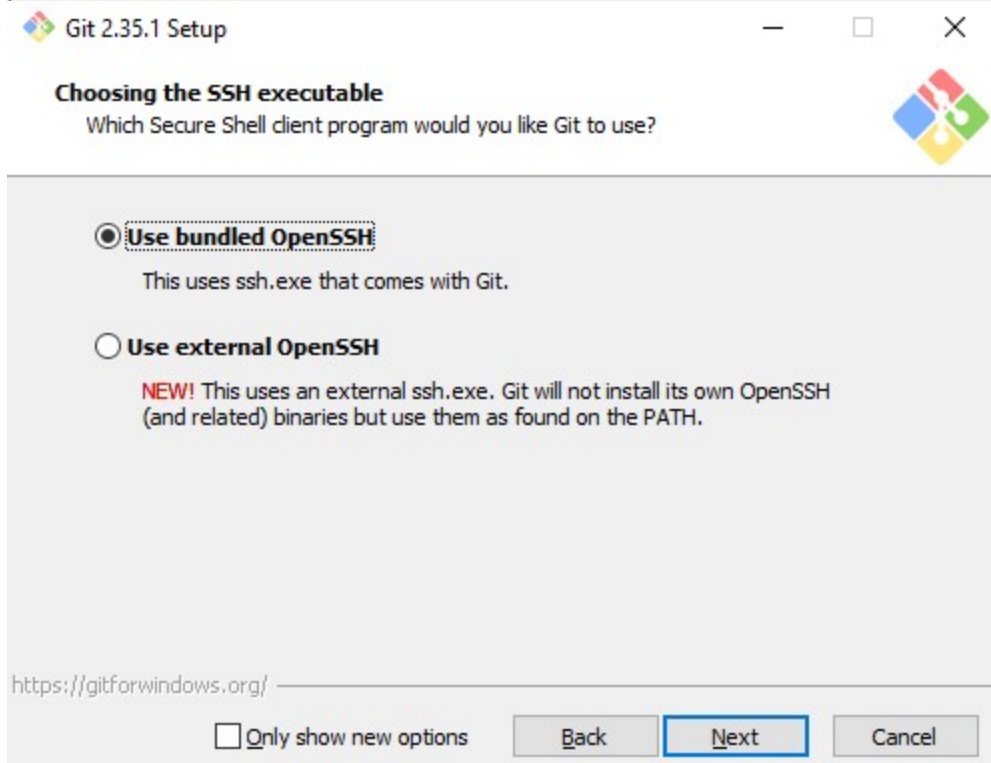 Git 2.35.1 Setup
Choosing the SSH executable
Which Secure Shell client program would you like Git to use?
Use bundled OpenSSH
This uses ssh.exe that comes with Git.
Use external OpenSSH
NEW! This uses an external ssh.exe. Git will not install its own OpenSSH
(and related) binaries but use them as found on the PATH.
https://gitforwindows.org/
Only show new options
Back
Next
Cancel